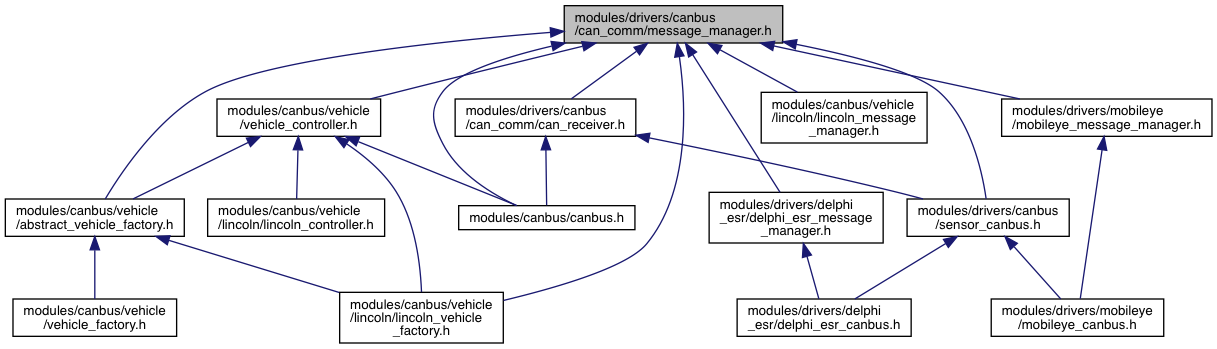 modules/drivers/canbus
/can_comm/message_manager.h
modules/canbus/vehicle
/vehicle_controller.h
modules/drivers/canbus
/can_comm/can_receiver.h
modules/canbus/vehicle
/lincoln/lincoln_message
_manager.h
modules/drivers/mobileye
/mobileye_message_manager.h
modules/canbus/vehicle
/abstract_vehicle_factory.h
modules/canbus/vehicle
/lincoln/lincoln_controller.h
modules/canbus/canbus.h
modules/drivers/delphi
_esr/delphi_esr_message
_manager.h
modules/drivers/canbus
/sensor_canbus.h
modules/canbus/vehicle
/vehicle_factory.h
modules/canbus/vehicle
/lincoln/lincoln_vehicle
_factory.h
modules/drivers/delphi
_esr/delphi_esr_canbus.h
modules/drivers/mobileye
/mobileye_canbus.h